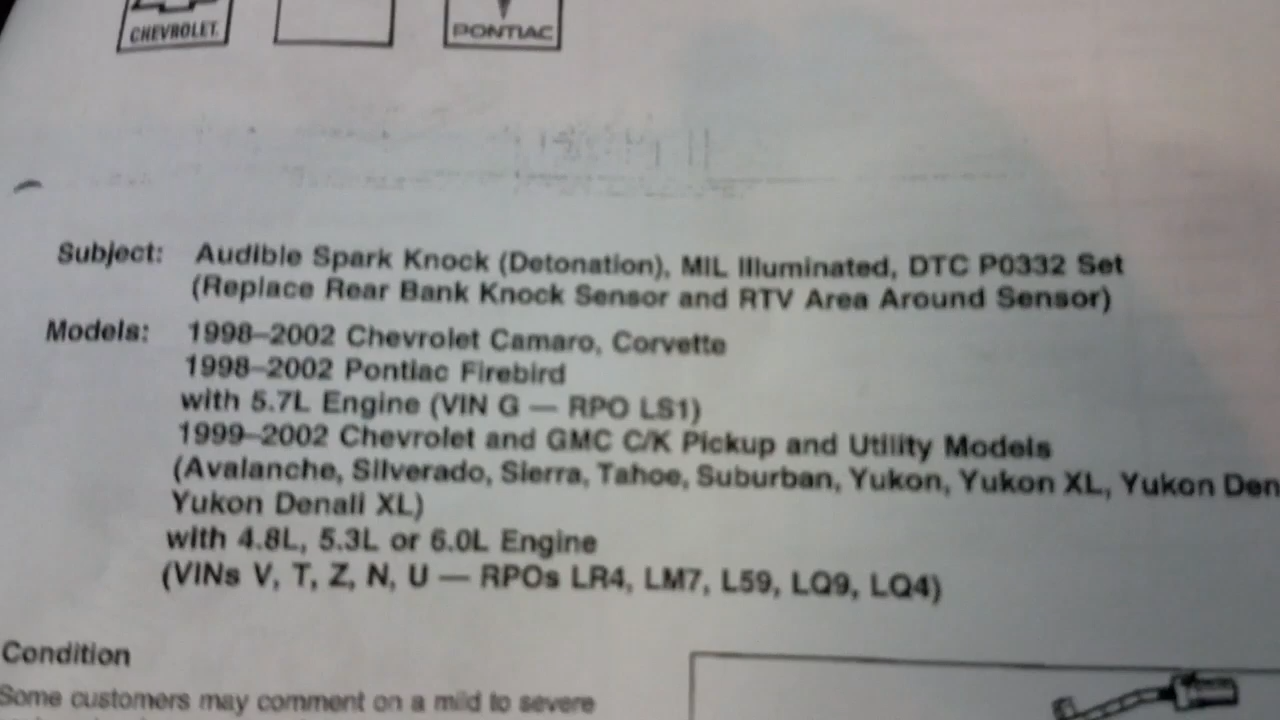 CHEVROLET.
PONTIAC
Subject: Audible Spark Knock (Detonation), MIL Illuminated, DTC P0332 Set
(Replace Rear Bank Knock Sensor and RTV Area Around Sensor)
Models: 1998–2002 Chevrolet Camaro, Corvette
1998–2002 Pontiac Firebird
with 5.7L Engine (VIN G — RPO LS1)
1999–2002 Chevrolet and GMC C/K Pickup and Utility Models
(Avalanche, Silverado, Sierra, Tahoe, Suburban, Yukon, Yukon XL, Yukon Den
Yukon Denali XL)
with 4.8L, 5.3L or 6.0L Engine
(VINs V, T, Z, N, U — RPOs LR4, LM7, L59, LQ9, LQ4)
Condition
Some customers may comment on a mild to severe